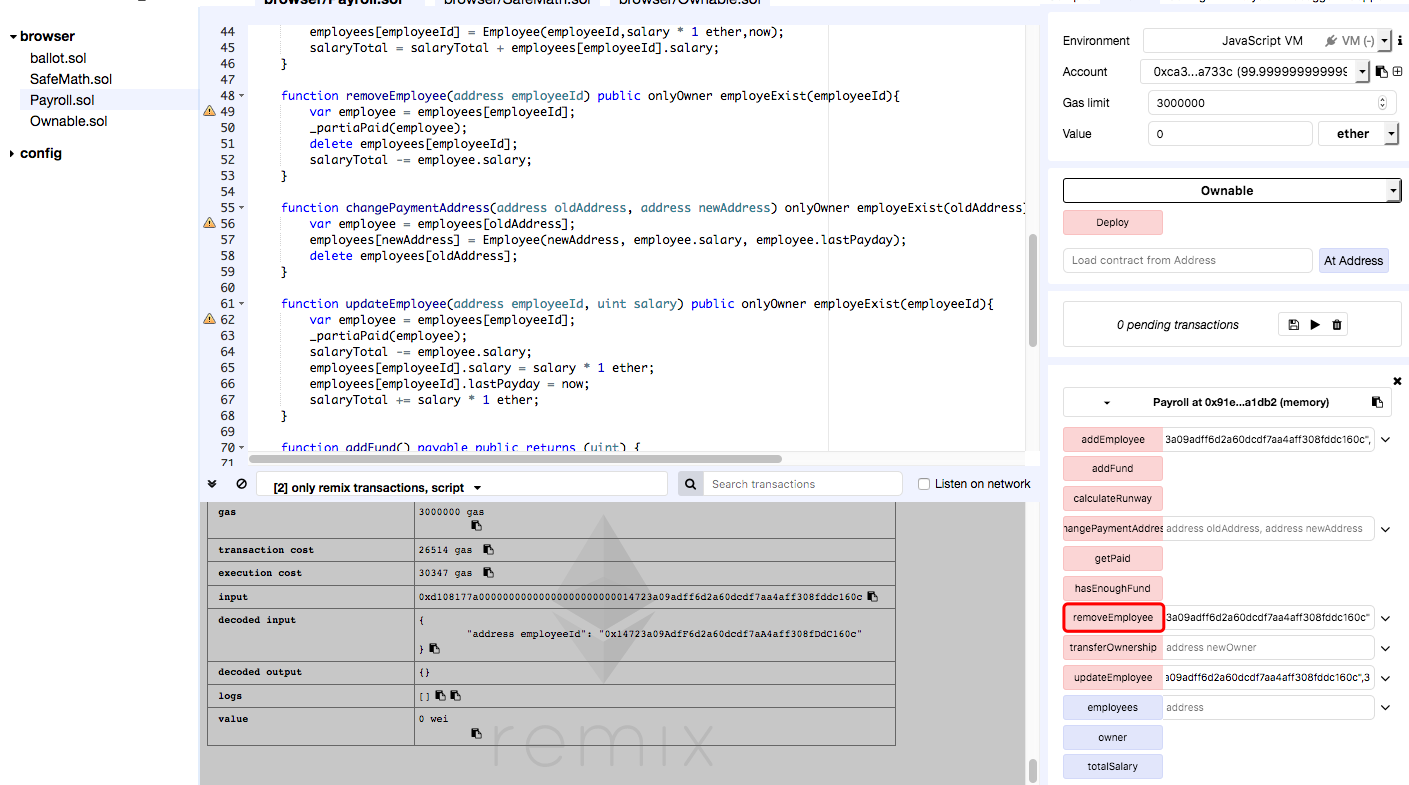 browser/Payroll.sol browser/SafeMath.sol browser/Ownable.sol
browser
ballot.sol
SafeMath.sol
Payroll.sol
Ownable.sol
config
44 employees[employeeId] = Employee(employeeId,salary * 1 ether,now);
45 salaryTotal = salaryTotal + employees[employeeId].salary;
46 }
47
48 function removeEmployee(address employeeId) public onlyOwner employeExist(employeeId){
49 var employee = employees[employeeId];
50 _partiaPaid(employee);
51 delete employees[employeeId];
52 salaryTotal -= employee.salary;
53 }
54
55 function changePaymentAddress(address oldAddress, address newAddress) onlyOwner employeExist(oldAddress)
56 var employee = employees[oldAddress];
57 employees[newAddress] = Employee(newAddress, employee.salary, employee.lastPayday);
58 delete employees[oldAddress];
59 }
60
61 function updateEmployee(address employeeId, uint salary) public onlyOwner employeExist(employeeId){
62 var employee = employees[employeeId];
63 _partiaPaid(employee);
64 salaryTotal -= employee.salary;
65 employees[employeeId].salary = salary * 1 ether;
66 employees[employeeId].lastPayday = now;
67 salaryTotal += salary * 1 ether;
68 }
69
70 function addFund() payable public returns (uint) {
71
[2] only remix transactions, script
Search transactions
Listen on network
gas 3000000 gas
transaction cost 26514 gas
execution cost 30347 gas
input 0xd108177a00000000000000000000000014723a09adff6d2a60dcdf7aa4aff308fddc160c
decoded input {
"address employeeId": "0x14723a09AdfF6d2a60dcdf7aA4aff308fDdC160c"
}
decoded output {}
logs []
value 0 wei
remix
Environment JavaScript VM VM (-) i
Account 0xca3...a733c (99.9999999999999
Gas limit 3000000
Value 0 ether
Ownable
Deploy
Load contract from Address At Address
0 pending transactions
Payroll at 0x91e...a1db2 (memory)
addEmployee 3a09adff6d2a60dcdf7aa4aff308fddc160c",
addFund
calculateRunway
hangePaymentAddres address oldAddress, address newAddress
getPaid
hasEnoughFund
removeEmployee 3a09adff6d2a60dcdf7aa4aff308fddc160c"
transferOwnership address newOwner
updateEmployee a09adff6d2a60dcdf7aa4aff308fddc160c",3
employees address
owner
totalSalary